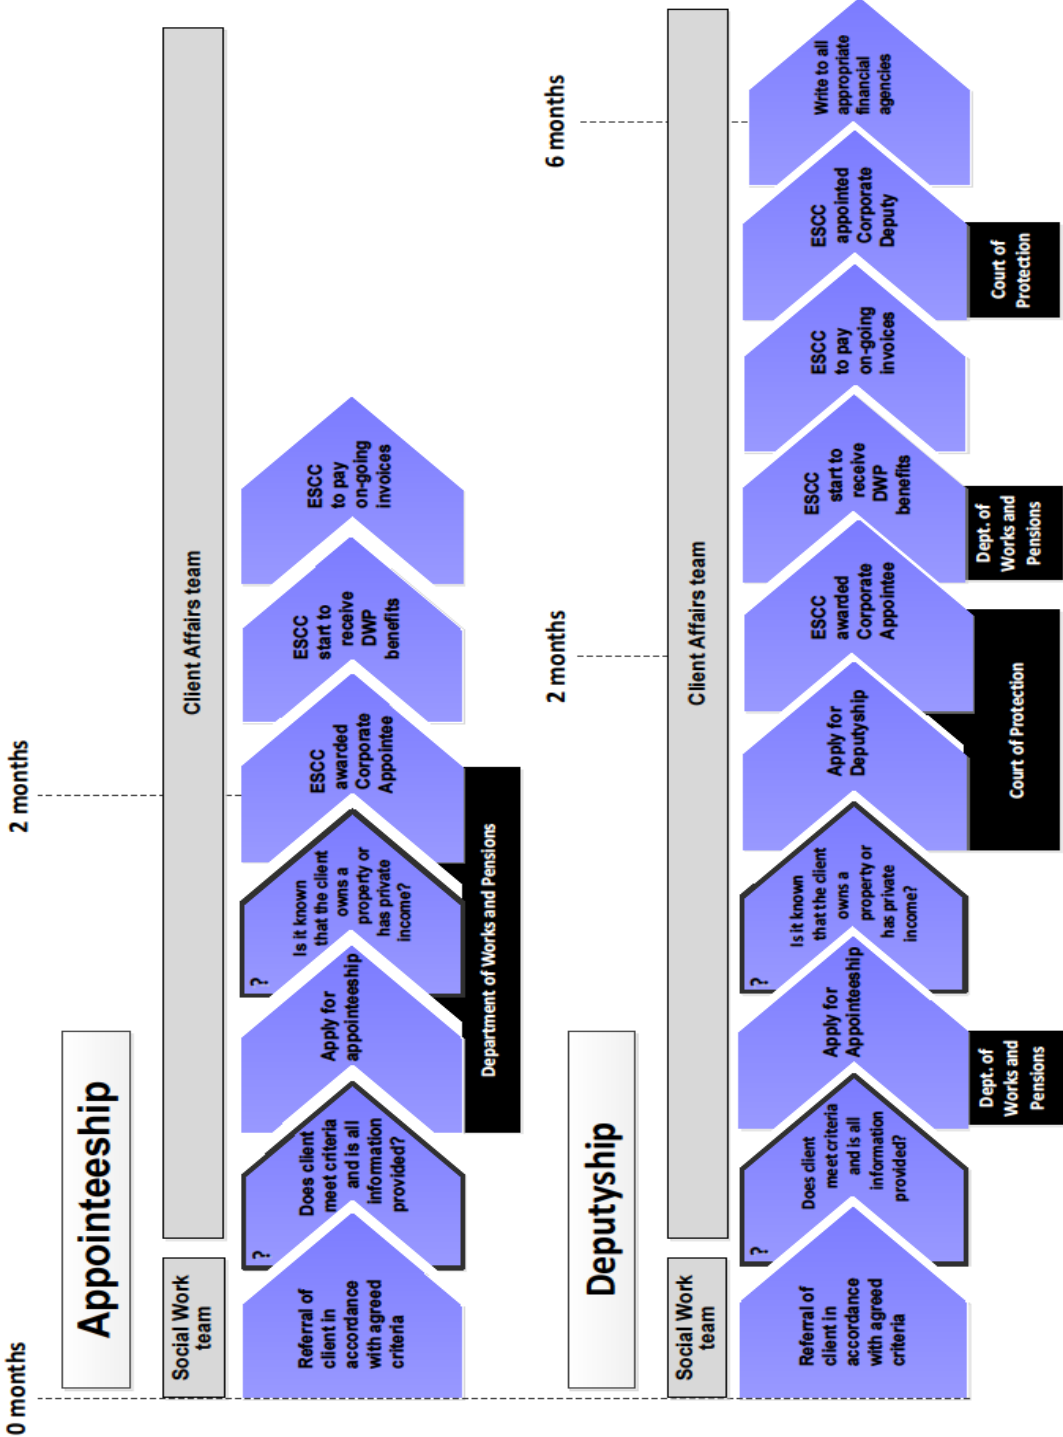 0 months
2 months
Appointeeship
Social Work
team
Client Affairs team
Referral of
client in
accordance
with agreed
criteria
?
Does client
meet criteria
and is all
information
provided?
Apply for
appointeeship
?
Is it known
that the client
owns a
property or
has private
income?
ESCC
awarded
Corporate
Appointee
ESCC
start to
receive
DWP
benefits
ESCC
to pay
on-going
invoices
Department of Works and Pensions
2 months
6 months
Deputyship
Social Work
team
Client Affairs team
Referral of
client in
accordance
with agreed
criteria
?
Does client
meet criteria
and is all
information
provided?
Apply for
Appointeeship
?
Is it known
that the client
owns a
property or
has private
income?
Apply for
Deputyship
ESCC
awarded
Corporate
Appointee
ESCC
start to
receive
DWP
benefits
ESCC
to pay
on-going
invoices
ESCC
appointed
Corporate
Deputy
Write to all
appropriate
financial
agencies
Dept. of
Works and
Pensions
Court of Protection
Dept. of
Works and
Pensions
Court of
Protection